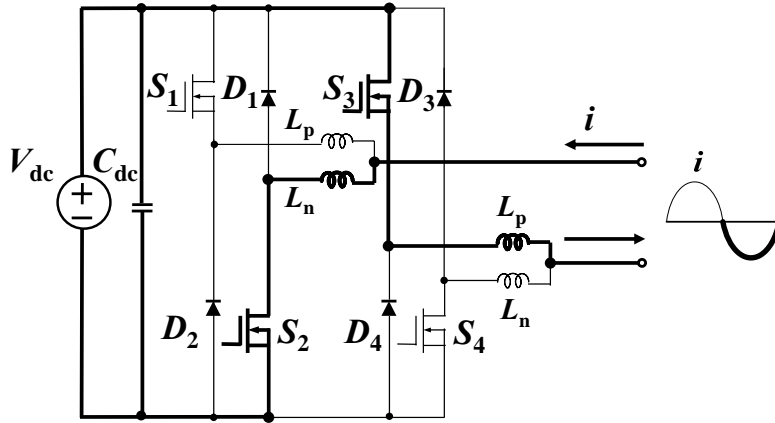 S1 D1 S3 D3
i
Lp
Vdc Cdc
i
Ln
Lp
D2 S2 D4 S4
Ln